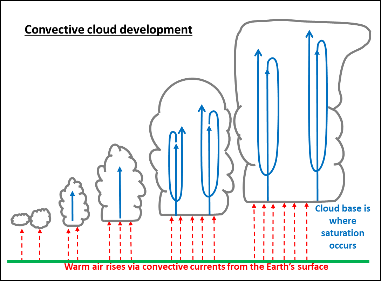 Convective cloud development
Cloud base is
where
saturation
occurs
Warm air rises via convective currents from the Earth's surface